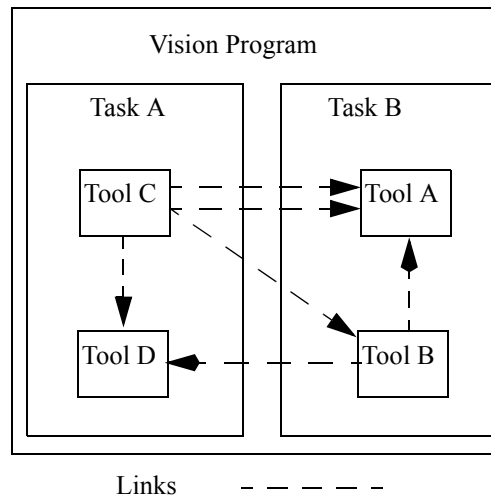 Vision Program
Task A
Task B
Tool C
Tool A
Tool D
Tool B
Links